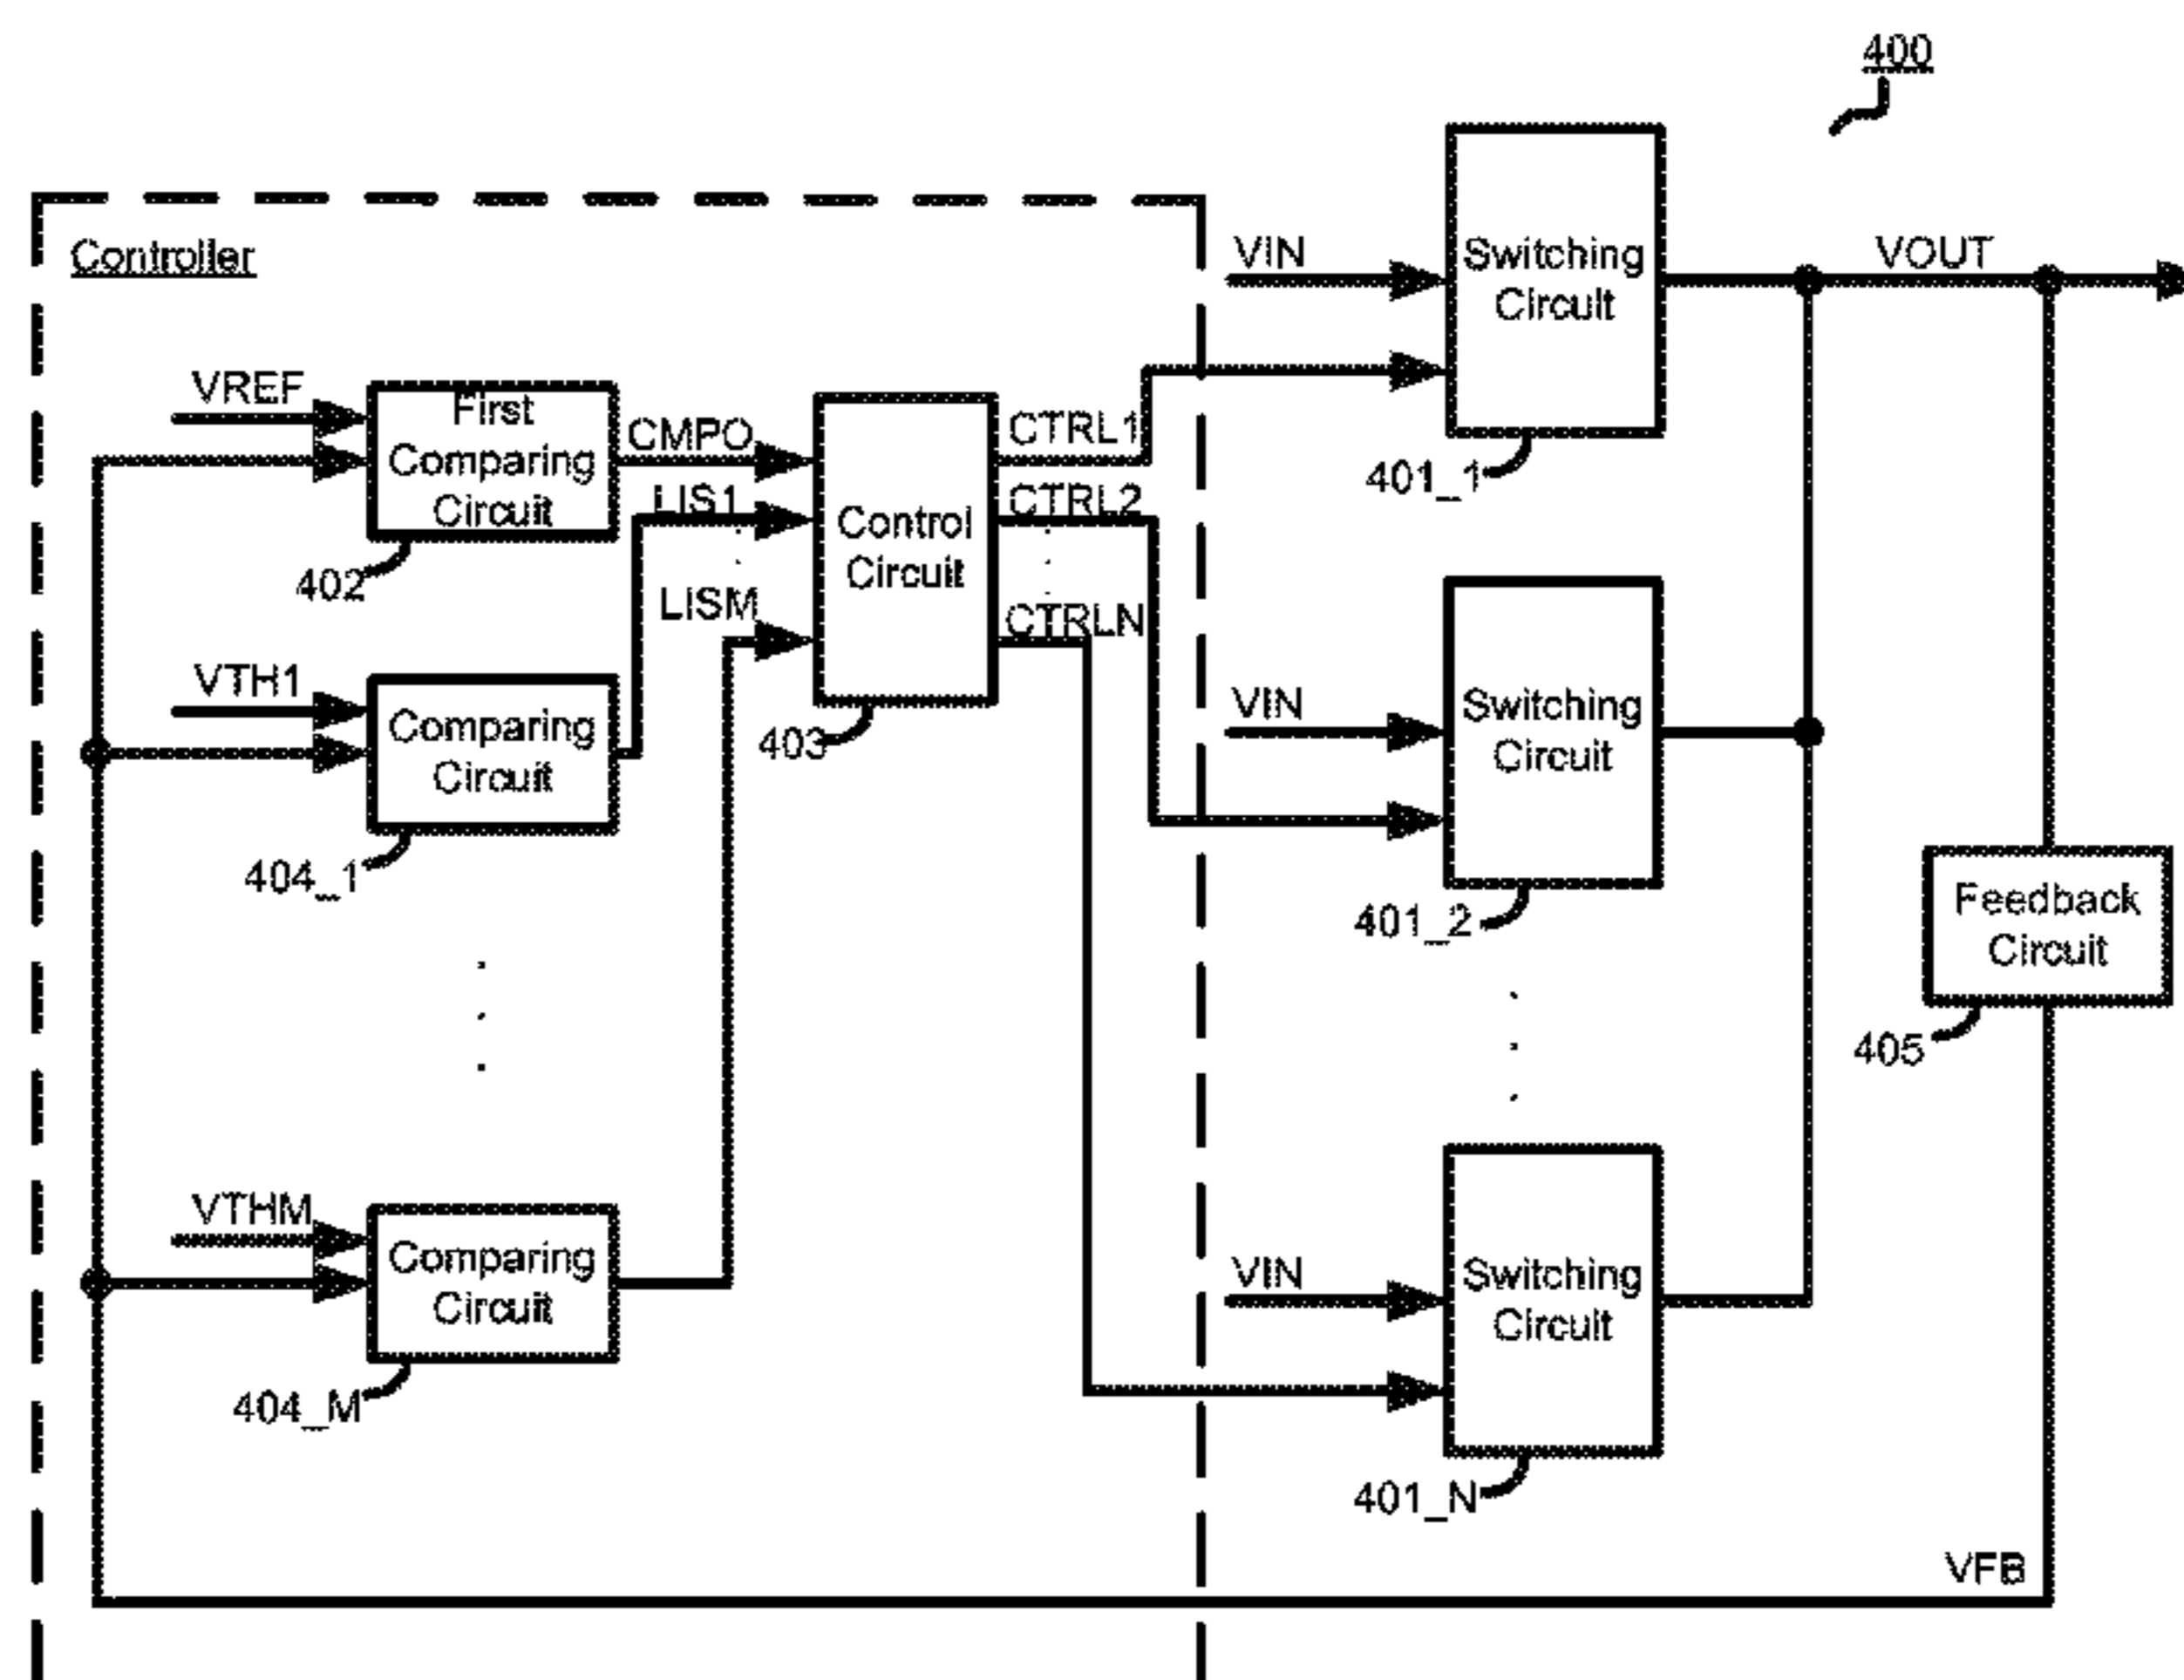 400
Controller
VREF
First
Comparing
Circuit
402
CMPO
LIS1
LISM
Control
Circuit
403
CTRL1
CTRL2
CTRLN
VTH1
Comparing
Circuit
404_1
VTHM
Comparing
Circuit
404_M
VIN
Switching
Circuit
401_1
VOUT
VIN
Switching
Circuit
401_2
VIN
Switching
Circuit
401_N
Feedback
Circuit
405
VFB